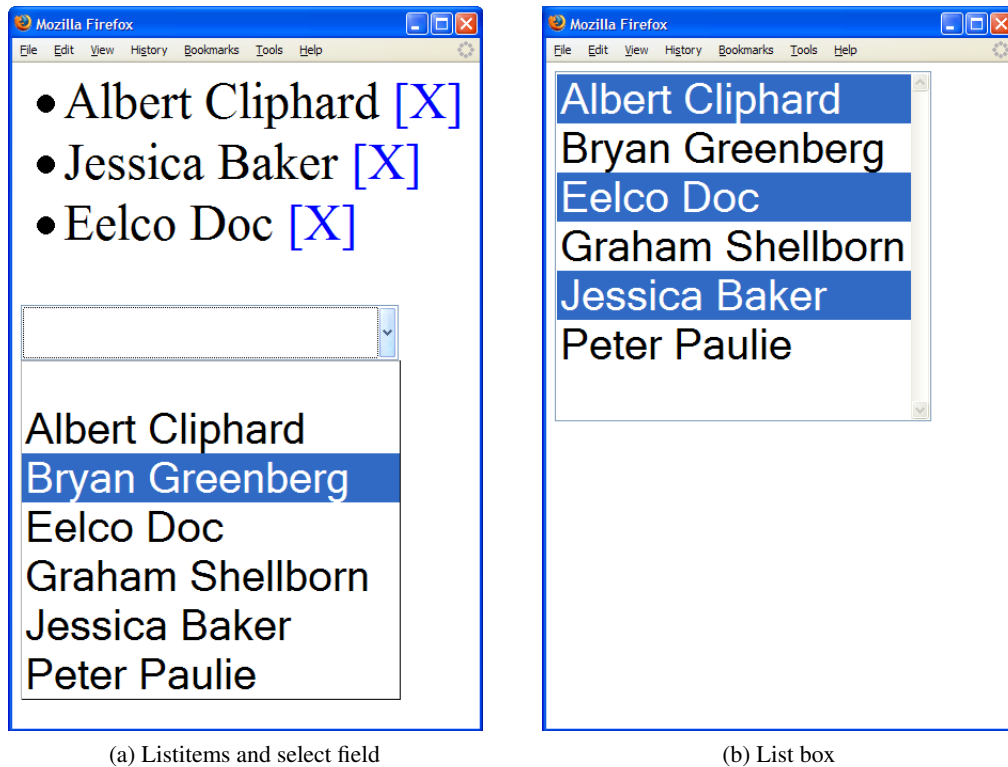 Mozilla Firefox
File Edit View History Bookmarks Tools Help
• Albert Cliphard [X]
• Jessica Baker [X]
• Eelco Doc [X]
Albert Cliphard
Bryan Greenberg
Eelco Doc
Graham Shellborn
Jessica Baker
Peter Paulie
(a) Listitems and select field
Mozilla Firefox
File Edit View History Bookmarks Tools Help
Albert Cliphard
Bryan Greenberg
Eelco Doc
Graham Shellborn
Jessica Baker
Peter Paulie
(b) List box